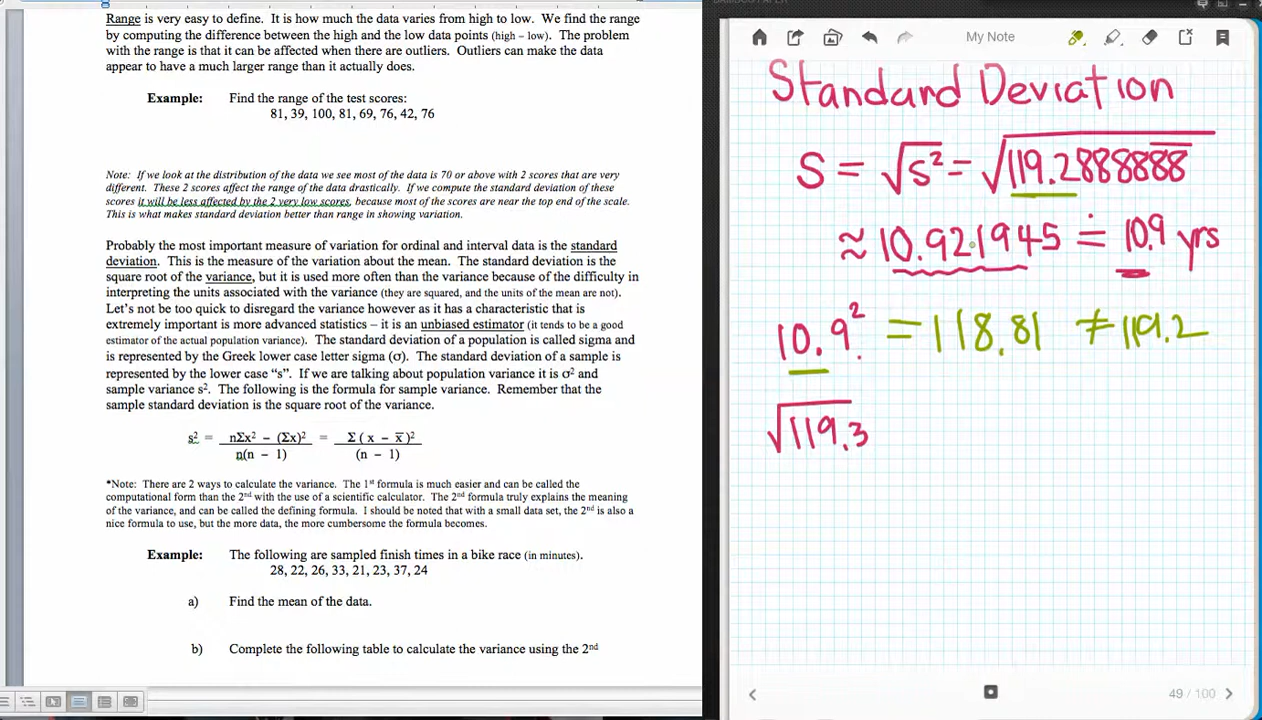 Range is very easy to define. It is how much the data varies from high to low. We find the range
by computing the difference between the high and the low data points (high – low). The problem
with the range is that it can be affected when there are outliers. Outliers can make the data
appear to have a much larger range than it actually does.
Example: Find the range of the test scores:
81, 39, 100, 81, 69, 76, 42, 76
Note: If we look at the distribution of the data we see most of the data is 70 or above with 2 scores that are very
different. These 2 scores affect the range of the data drastically. If we compute the standard deviation of these
scores it will be less affected by the 2 very low scores, because most of the scores are near the top end of the scale.
This is what makes standard deviation better than range in showing variation.
Probably the most important measure of variation for ordinal and interval data is the standard
deviation. This is the measure of the variation about the mean. The standard deviation is the
square root of the variance, but it is used more often than the variance because of the difficulty in
interpreting the units associated with the variance (they are squared, and the units of the mean are not).
Let's not be too quick to disregard the variance however as it has a characteristic that is
extremely important is more advanced statistics – it is an unbiased estimator (it tends to be a good
estimator of the actual population variance). The standard deviation of a population is called sigma and
is represented by the Greek lower case letter sigma (σ). The standard deviation of a sample is
represented by the lower case "s". If we are talking about population variance it is σ² and
sample variance s². The following is the formula for sample variance. Remember that the
sample standard deviation is the square root of the variance.
s² = nΣx² − (Σx)² = Σ ( x − x̅ )²
n(n − 1) (n − 1)
*Note: There are 2 ways to calculate the variance. The 1st formula is much easier and can be called the
computational form than the 2nd with the use of a scientific calculator. The 2nd formula truly explains the meaning
of the variance, and can be called the defining formula. I should be noted that with a small data set, the 2nd is also a
nice formula to use, but the more data, the more cumbersome the formula becomes.
Example: The following are sampled finish times in a bike race (in minutes).
28, 22, 26, 33, 21, 23, 37, 24
a) Find the mean of the data.
b) Complete the following table to calculate the variance using the 2nd
My Note
Standard Deviation
S = √s² = √119.2888888
≈ 10.921945 ≐ 10.9 yrs
10.9² = 118.81 ≠ 119.2
√119.3
49 / 100